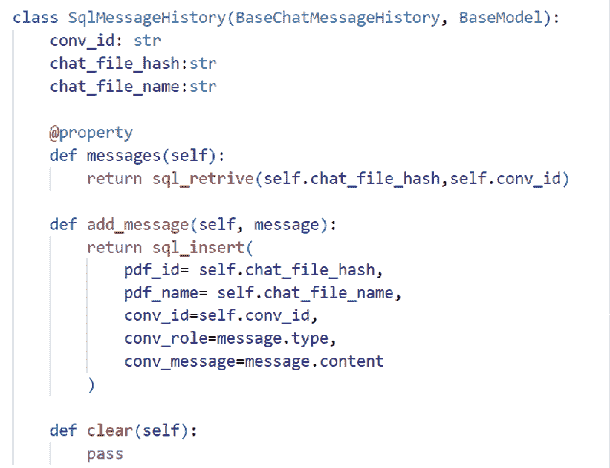 class SqlMessageHistory(BaseChatMessageHistory, BaseModel):
    conv_id: str
    chat_file_hash:str
    chat_file_name:str

    @property
    def messages(self):
        return sql_retrive(self.chat_file_hash,self.conv_id)

    def add_message(self, message):
        return sql_insert(
            pdf_id= self.chat_file_hash,
            pdf_name= self.chat_file_name,
            conv_id=self.conv_id,
            conv_role=message.type,
            conv_message=message.content
        )

    def clear(self):
        pass